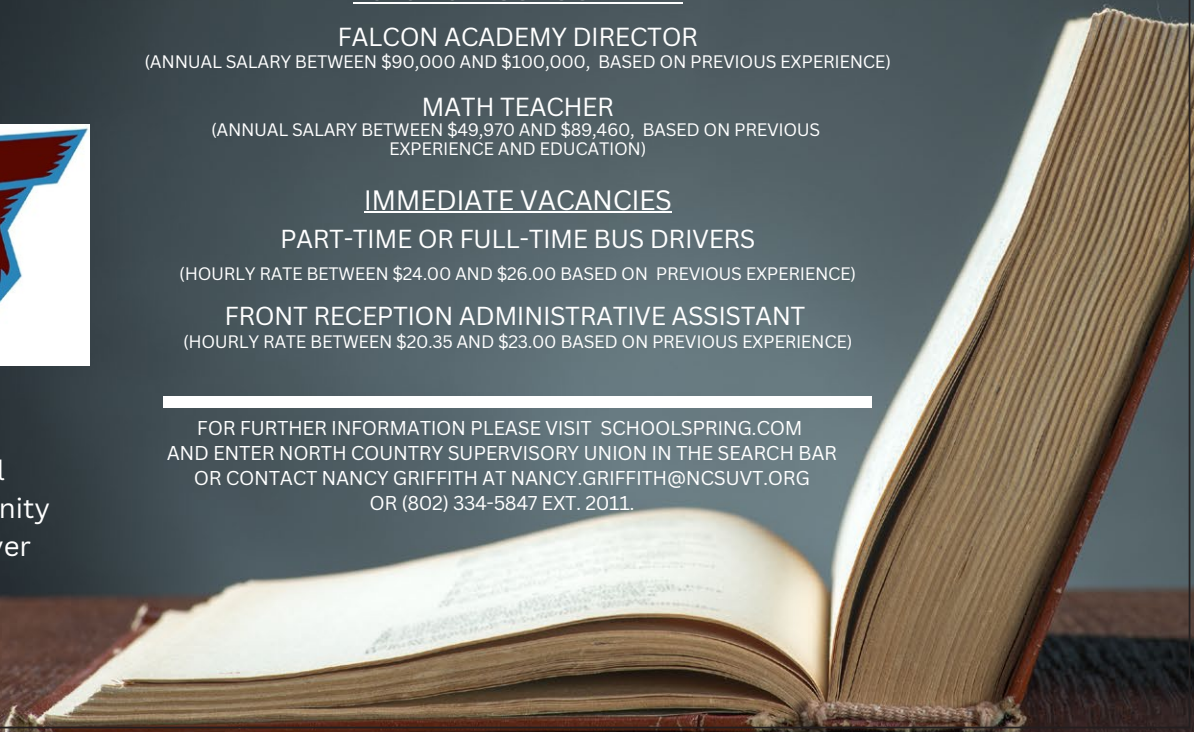 FALCON ACADEMY DIRECTOR
(ANNUAL SALARY BETWEEN $90,000 AND $100,000, BASED ON PREVIOUS EXPERIENCE)
MATH TEACHER
(ANNUAL SALARY BETWEEN $49,970 AND $89,460, BASED ON PREVIOUS
EXPERIENCE AND EDUCATION)
IMMEDIATE VACANCIES
PART-TIME OR FULL-TIME BUS DRIVERS
(HOURLY RATE BETWEEN $24.00 AND $26.00 BASED ON PREVIOUS EXPERIENCE)
FRONT RECEPTION ADMINISTRATIVE ASSISTANT
(HOURLY RATE BETWEEN $20.35 AND $23.00 BASED ON PREVIOUS EXPERIENCE)
FOR FURTHER INFORMATION PLEASE VISIT SCHOOLSPRING.COM
AND ENTER NORTH COUNTRY SUPERVISORY UNION IN THE SEARCH BAR
OR CONTACT NANCY GRIFFITH AT NANCY.GRIFFITH@NCSUVT.ORG
OR (802) 334-5847 EXT. 2011.
l
nity
er